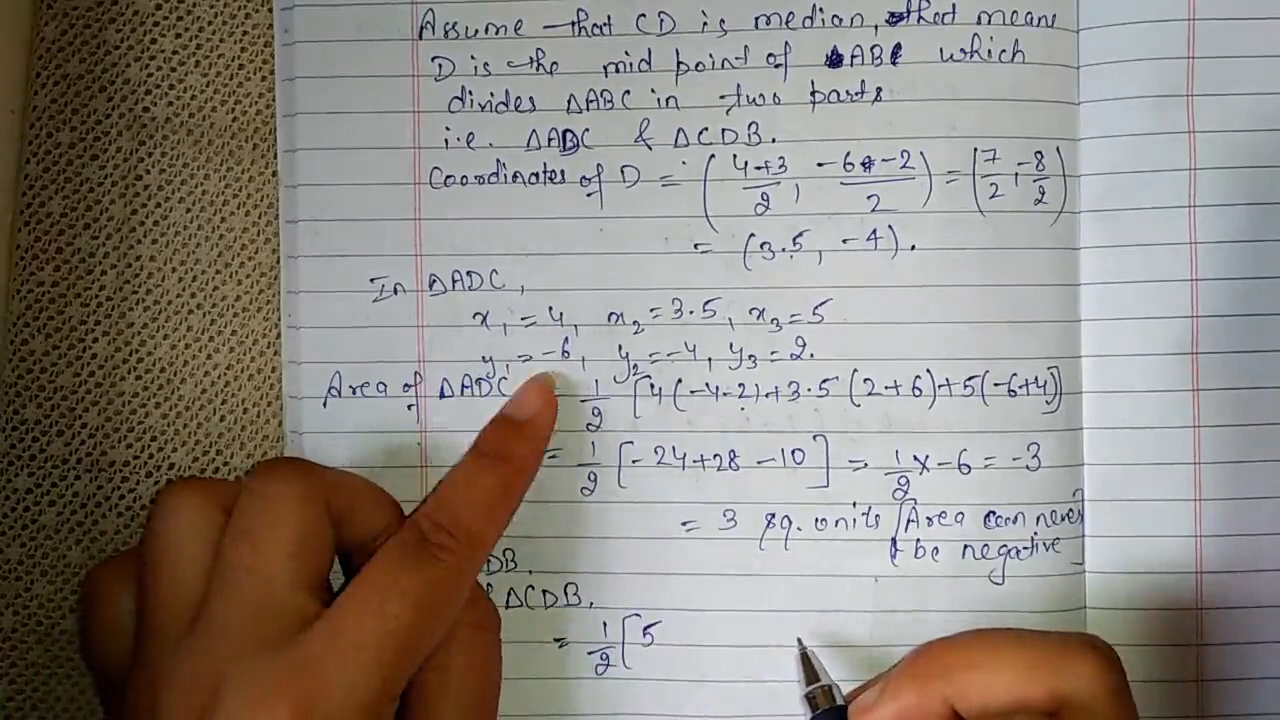 Assume that CD is median, that means
D is the mid point of AB which
divides ΔABC in two parts
i.e. ΔADC & ΔCDB.
Coordinates of D = (4+3/2, -6+-2/2) = (7/2, -8/2)
= (3.5, -4).
In ΔADC,
x₁ = 4, x₂ = 3.5, x₃ = 5
y₁ = -6, y₂ = -4, y₃ = 2.
Area of ΔADC 1/2 [4(-4-2)+3.5(2+6)+5(-6+4)]
= 1/2 [-24+28-10] = 1/2 x -6 = -3
= 3 sq. units [Area can never
be negative]
DB.
ΔCDB.
= 1/2 [5